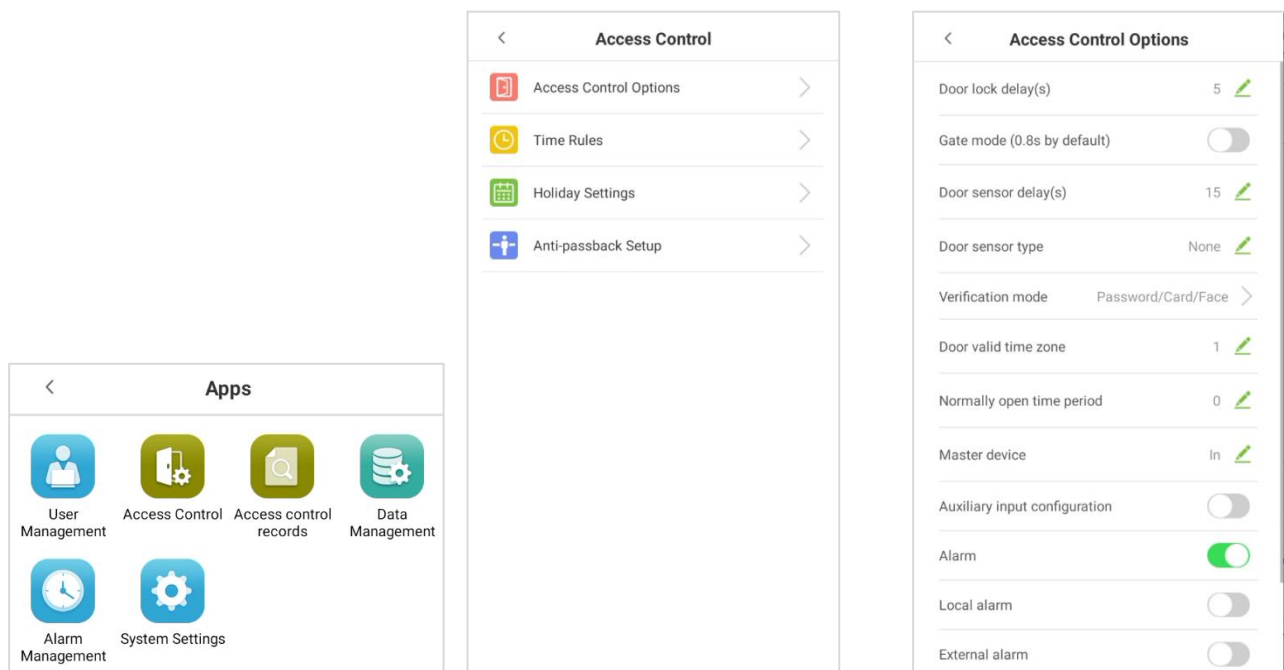 Apps
User Management
Access Control
Access control records
Data Management
Alarm Management
System Settings
Access Control
Access Control Options
Time Rules
Holiday Settings
Anti-passback Setup
Access Control Options
Door lock delay(s) 5
Gate mode (0.8s by default)
Door sensor delay(s) 15
Door sensor type None
Verification mode Password/Card/Face
Door valid time zone 1
Normally open time period 0
Master device In
Auxiliary input configuration
Alarm
Local alarm
External alarm